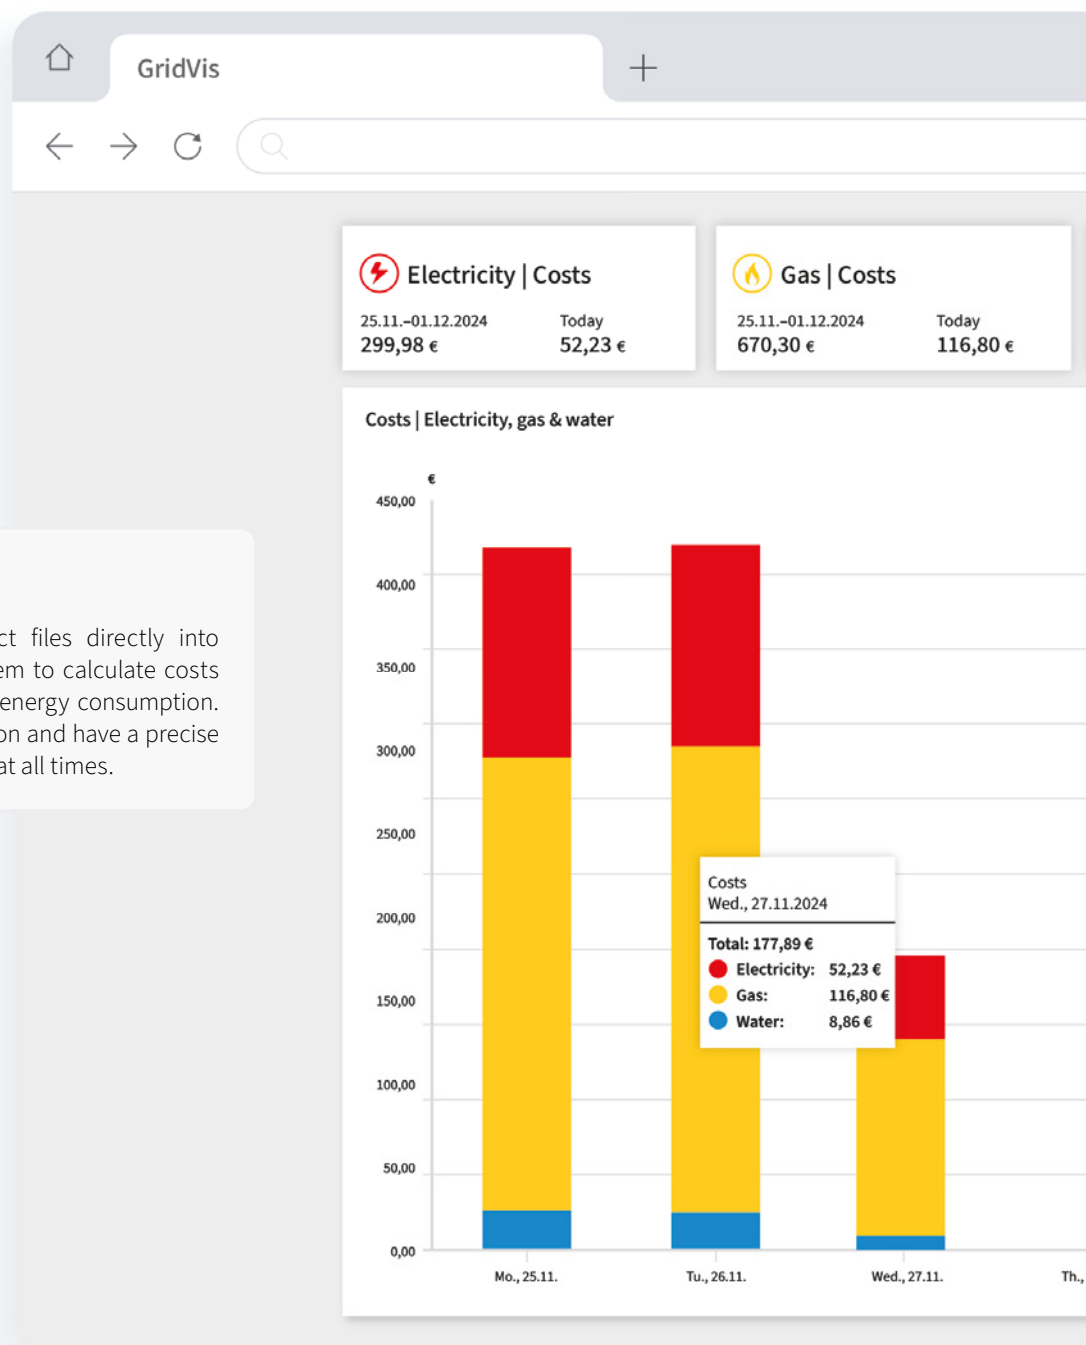 GridVis
Electricity | Costs
25.11.–01.12.2024 Today
299,98 € 52,23 €
Gas | Costs
25.11.–01.12.2024 Today
670,30 € 116,80 €
Costs | Electricity, gas & water
€
450,00
400,00
350,00
300,00
250,00
200,00
150,00
100,00
50,00
0,00
Mo., 25.11. Tu., 26.11. Wed., 27.11. Th.,
Costs
Wed., 27.11.2024
Total: 177,89 €
Electricity: 52,23 €
Gas: 116,80 €
Water: 8,86 €
files directly into
to calculate costs
energy consumption.
and have a precise
at all times.